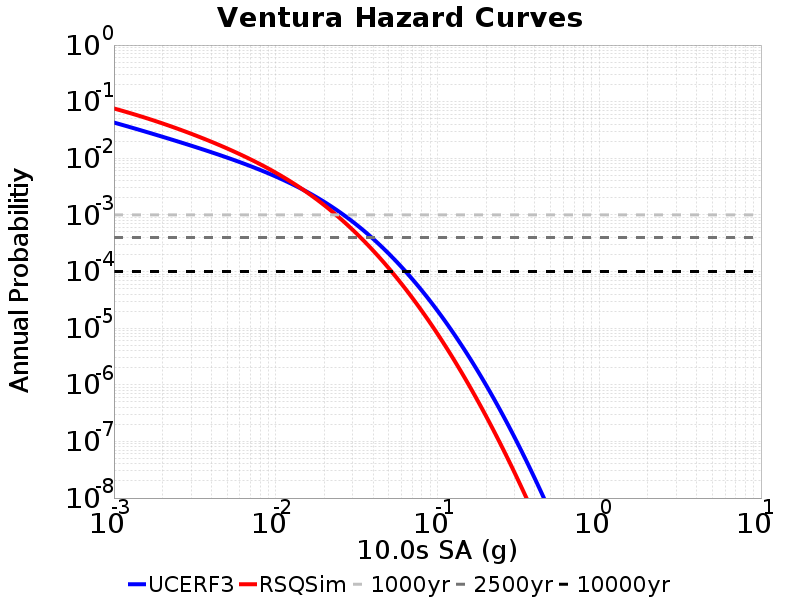 Ventura Hazard Curves
Annual Probabilitiy
10^0
10^-1
10^-2
10^-3
10^-4
10^-5
10^-6
10^-7
10^-8
10^-3 10^-2 10^-1 10^0 10^1
10.0s SA (g)
UCERF3 RSQSim 1000yr 2500yr 10000yr